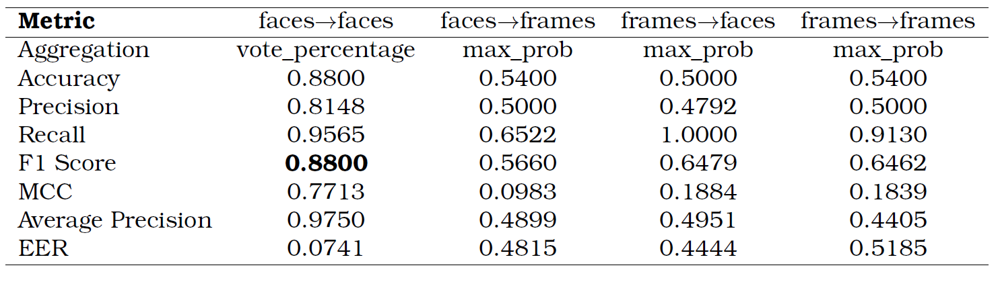 Metric faces→faces faces→frames frames→faces frames→frames
Aggregation vote_percentage max_prob max_prob max_prob
Accuracy 0.8800 0.5400 0.5000 0.5400
Precision 0.8148 0.5000 0.4792 0.5000
Recall 0.9565 0.6522 1.0000 0.9130
F1 Score 0.8800 0.5660 0.6479 0.6462
MCC 0.7713 0.0983 0.1884 0.1839
Average Precision 0.9750 0.4899 0.4951 0.4405
EER 0.0741 0.4815 0.4444 0.5185